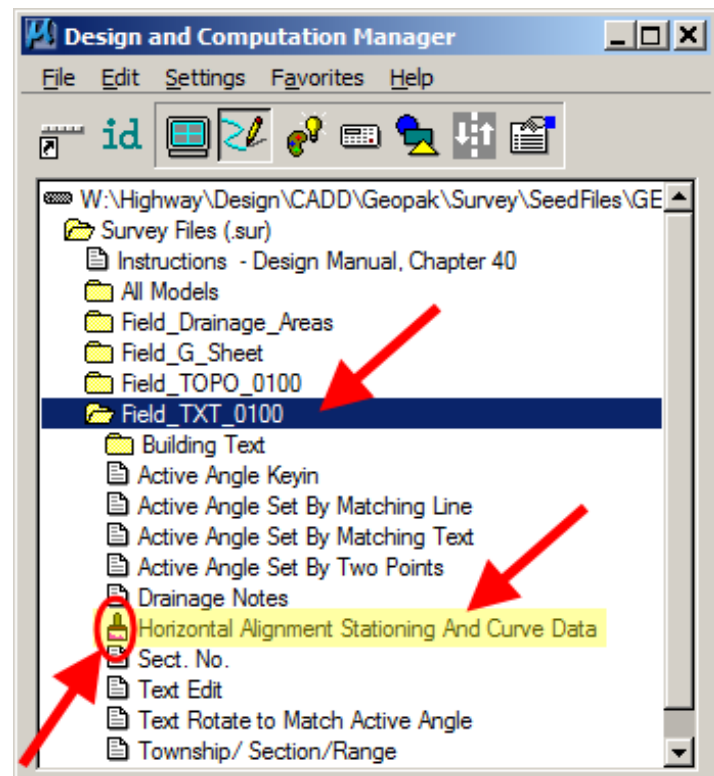 Design and Computation Manager
File Edit Settings Favorites Help
id
W:\Highway\Design\CADD\Geopak\Survey\SeedFiles\GE
Survey Files (.sur)
Instructions - Design Manual, Chapter 40
All Models
Field_Drainage_Areas
Field_G_Sheet
Field_TOPO_0100
Field_TXT_0100
Building Text
Active Angle Keyin
Active Angle Set By Matching Line
Active Angle Set By Matching Text
Active Angle Set By Two Points
Drainage Notes
Horizontal Alignment Stationing And Curve Data
Sect. No.
Text Edit
Text Rotate to Match Active Angle
Township/ Section/Range